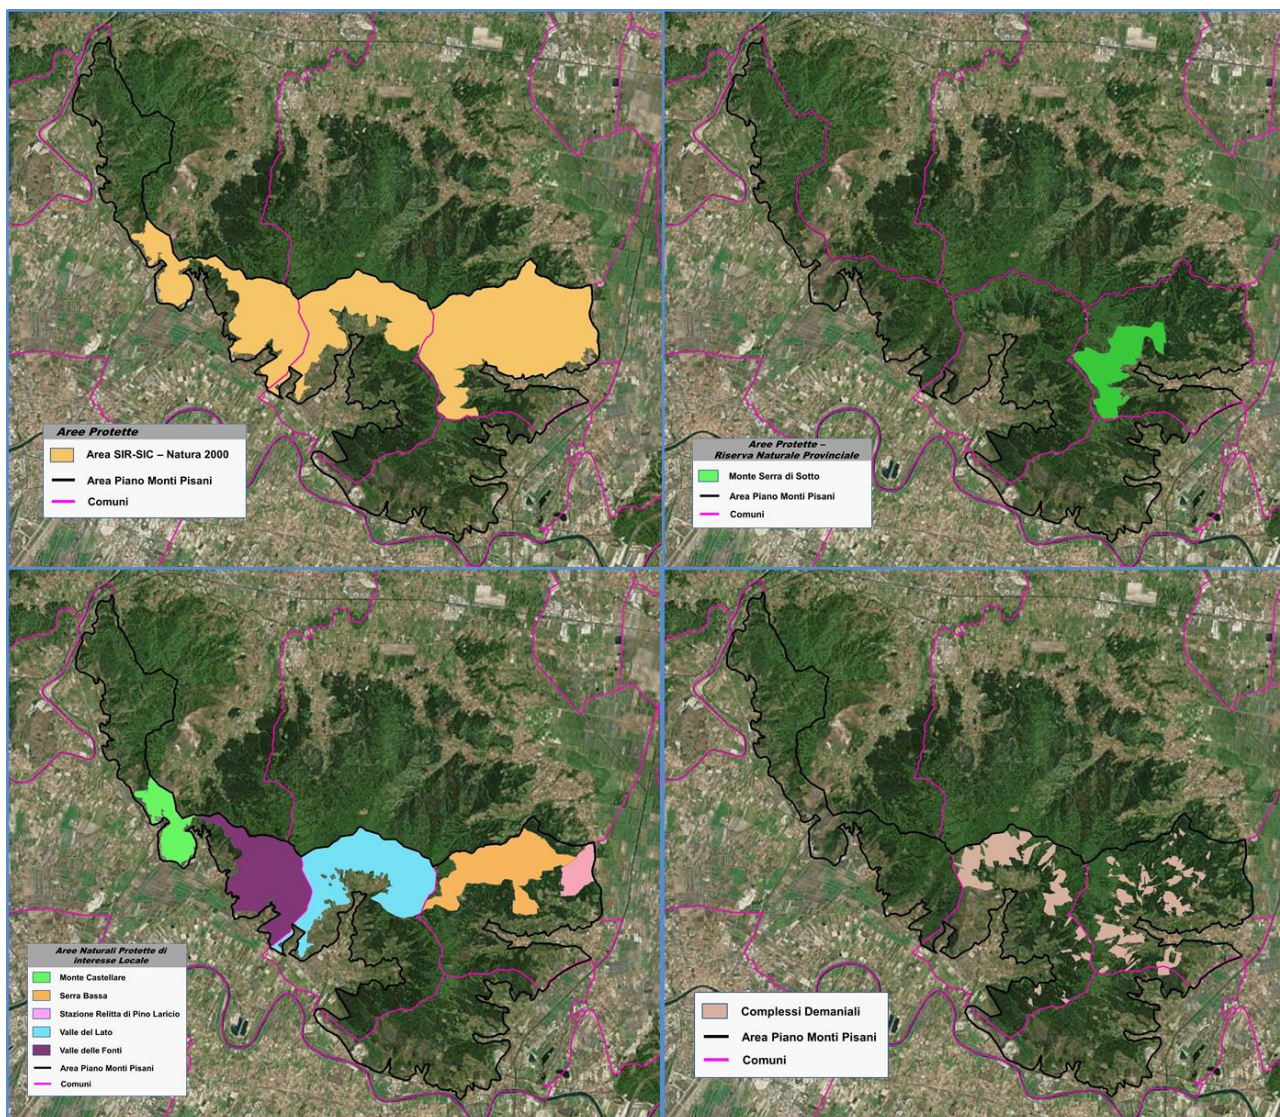 Aree Protette
Area SIR-SIC – Natura 2000
Area Piano Monti Pisani
Comuni
Aree Protette –
Riserva Naturale Provinciale
Monte Serra di Sotto
Area Piano Monti Pisani
Comuni
Aree Naturali Protette di
interesse Locale
Monte Castellare
Serra Bassa
Stazione Relitta di Pino Laricio
Valle del Lato
Valle delle Fonti
Area Piano Monti Pisani
Comuni
Complessi Demaniali
Area Piano Monti Pisani
Comuni